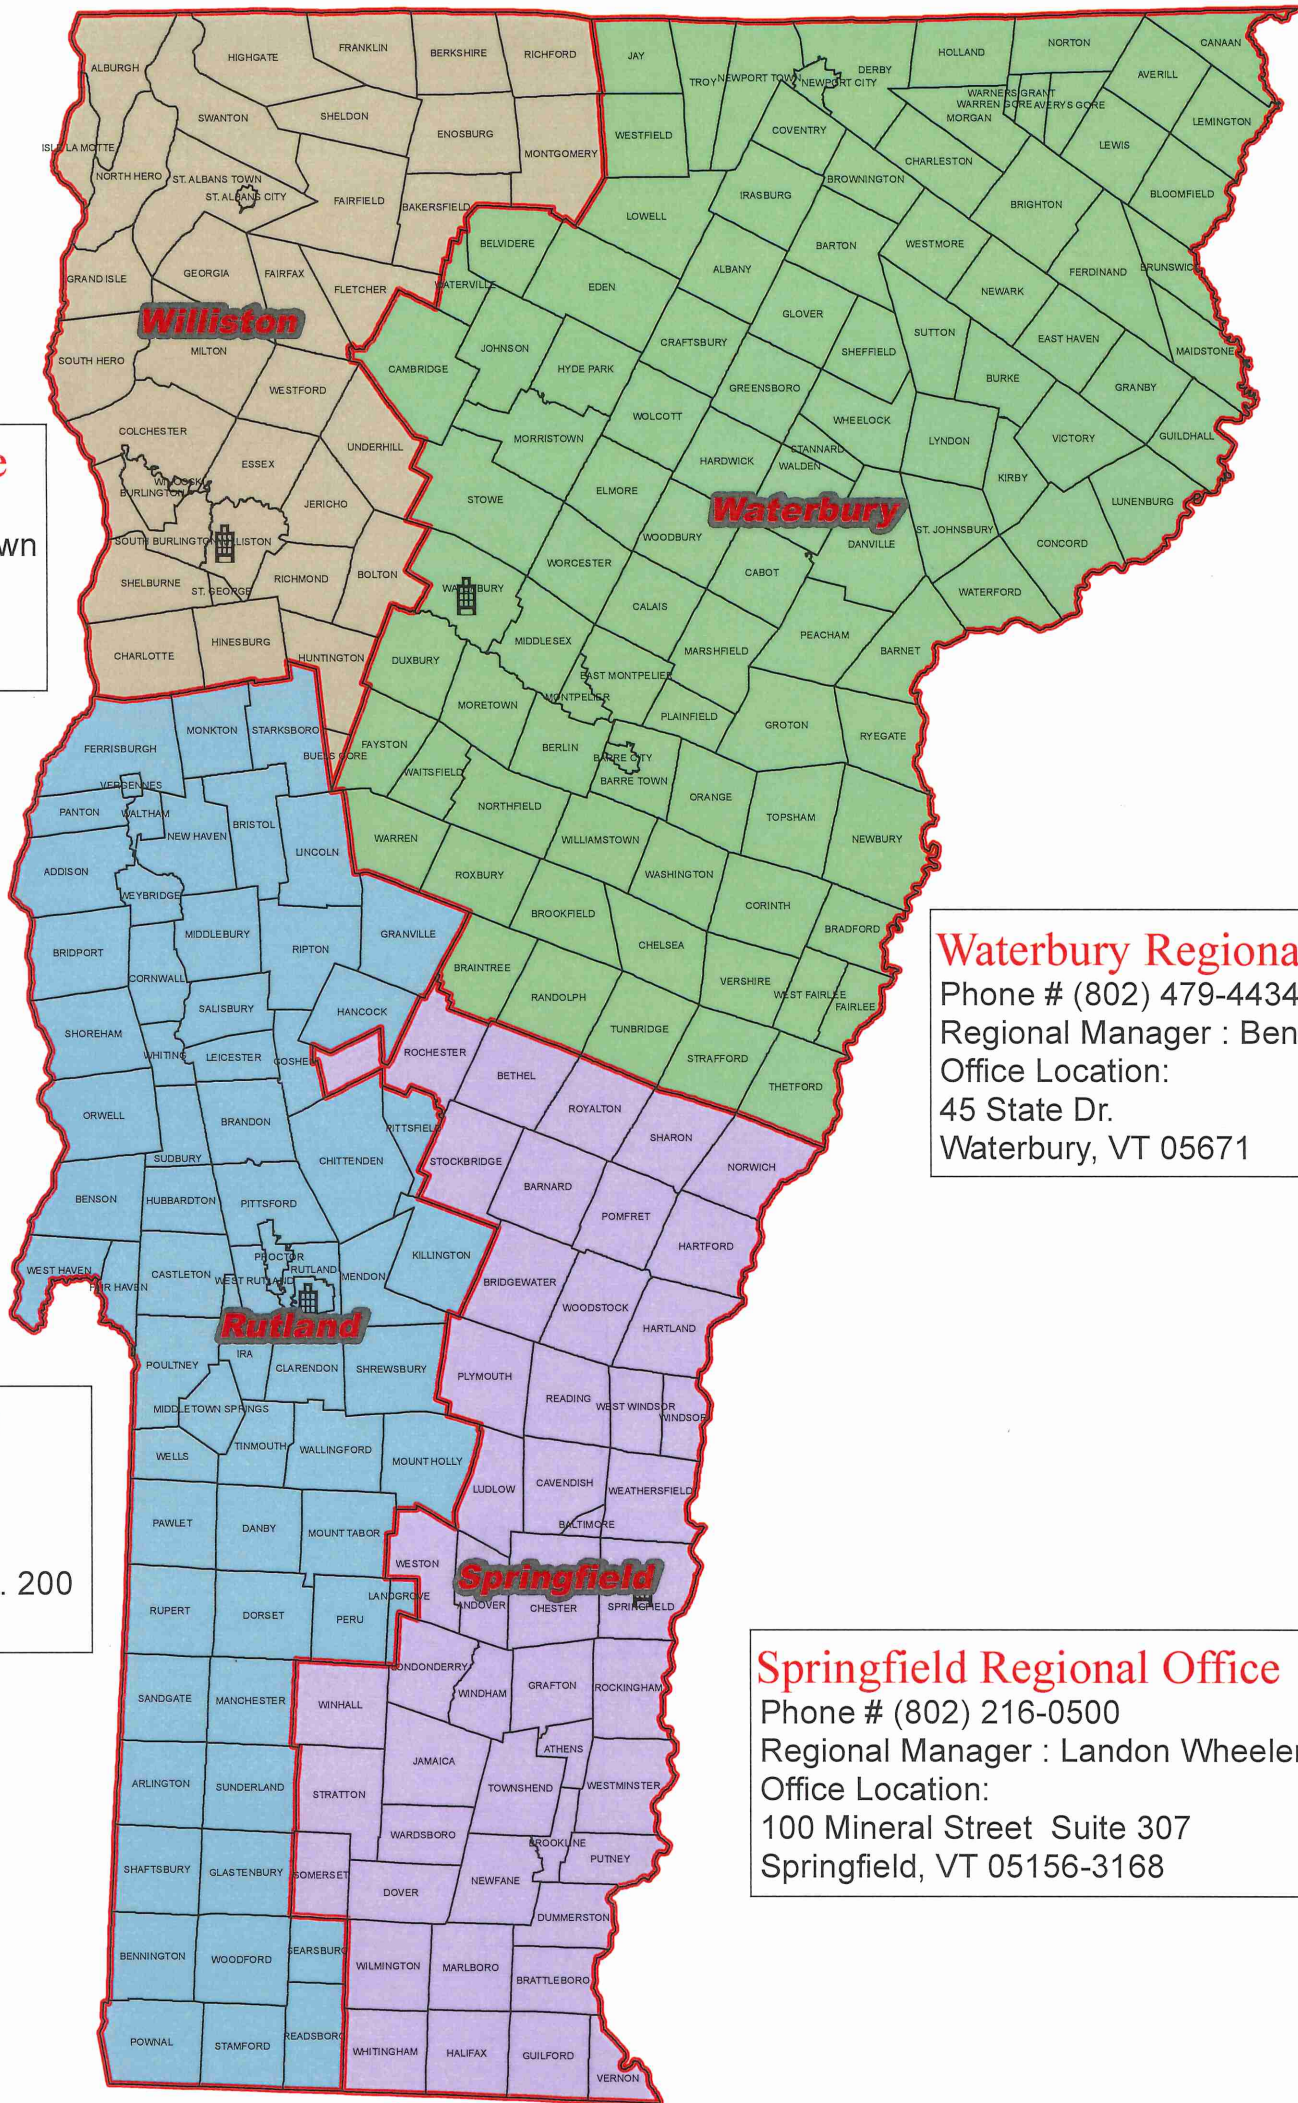 ALBURGH
HIGHGATE
FRANKLIN
BERKSHIRE
RICHFORD
JAY
TROY
NEWPORT TOWN
NEWPORT CITY
DERBY
HOLLAND
NORTON
CANAAN
AVERILL
WARNERS GRANT
WARREN GORE
AVERYS GORE
MORGAN
LEMINGTON
LEWIS
SWANTON
SHELDON
ENOSBURG
MONTGOMERY
WESTFIELD
COVENTRY
CHARLESTON
BROWNINGTON
BLOOMFIELD
BRIGHTON
ISLE LA MOTTE
NORTH HERO
ST. ALBANS TOWN
ST. ALBANS CITY
FAIRFIELD
BAKERSFIELD
LOWELL
IRASBURG
BARTON
WESTMORE
BELVIDERE
GRAND ISLE
GEORGIA
FAIRFAX
FLETCHER
WATERVILLE
EDEN
ALBANY
GLOVER
NEWARK
FERDINAND
BRUNSWICK
Williston
SOUTH HERO
MILTON
WESTFORD
CAMBRIDGE
JOHNSON
HYDE PARK
CRAFTSBURY
GREENSBORO
SHEFFIELD
SUTTON
EAST HAVEN
MAIDSTONE
BURKE
GRANBY
COLCHESTER
UNDERHILL
MORRISTOWN
WOLCOTT
WHEELOCK
LYNDON
VICTORY
GUILDHALL
STANNARD
HARDWICK
WALDEN
KIRBY
ESSEX
WINOOSKI
BURLINGTON
JERICHO
STOWE
ELMORE
Waterbury
LUNENBURG
SOUTH BURLINGTON
WILLISTON
WOODBURY
DANVILLE
ST. JOHNSBURY
CONCORD
SHELBURNE
ST. GEORGE
RICHMOND
BOLTON
WATERBURY
WORCESTER
CABOT
WATERFORD
CALAIS
CHARLOTTE
HINESBURG
HUNTINGTON
DUXBURY
MIDDLESEX
MARSHFIELD
PEACHAM
BARNET
EAST MONTPELIER
MONTPELIER
MORETOWN
PLAINFIELD
GROTON
RYEGATE
FERRISBURGH
MONKTON
STARKSBORO
BUELS GORE
FAYSTON
WAITSFIELD
BERLIN
BARRE CITY
BARRE TOWN
ORANGE
TOPSHAM
NEWBURY
VERGENNES
PANTON
WALTHAM
NEW HAVEN
BRISTOL
LINCOLN
WARREN
NORTHFIELD
WILLIAMSTOWN
WASHINGTON
ADDISON
WEYBRIDGE
ROXBURY
BROOKFIELD
CORINTH
BRADFORD
BRIDPORT
MIDDLEBURY
RIPTON
GRANVILLE
CHELSEA
CORNWALL
BRAINTREE
RANDOLPH
VERSHIRE
WEST FAIRLEE
FAIRLEE
SALISBURY
HANCOCK
TUNBRIDGE
STRAFFORD
THETFORD
SHOREHAM
WHITING
LEICESTER
GOSHEN
ROCHESTER
BETHEL
ROYALTON
SHARON
NORWICH
ORWELL
BRANDON
PITTSFIELD
STOCKBRIDGE
SUDBURY
CHITTENDEN
BARNARD
BENSON
HUBBARDTON
PITTSFORD
POMFRET
HARTFORD
WEST HAVEN
FAIR HAVEN
CASTLETON
PROCTOR
WEST RUTLAND
RUTLAND
MENDON
KILLINGTON
BRIDGEWATER
WOODSTOCK
HARTLAND
Rutland
POULTNEY
IRA
CLARENDON
SHREWSBURY
PLYMOUTH
READING
WEST WINDSOR
WINDSOR
MIDDLETOWN SPRINGS
WELLS
TINMOUTH
WALLINGFORD
MOUNT HOLLY
LUDLOW
CAVENDISH
WEATHERSFIELD
BALTIMORE
PAWLET
DANBY
MOUNT TABOR
WESTON
Springfield
LANDGROVE
ANDOVER
CHESTER
SPRINGFIELD
RUPERT
DORSET
PERU
LONDONDERRY
WINDHAM
GRAFTON
ROCKINGHAM
SANDGATE
MANCHESTER
WINHALL
JAMAICA
ATHENS
TOWNSHEND
WESTMINSTER
ARLINGTON
SUNDERLAND
STRATTON
WARDSBORO
BROOKLINE
PUTNEY
SHAFTSBURY
GLASTENBURY
SOMERSET
DOVER
NEWFANE
DUMMERSTON
BENNINGTON
WOODFORD
SEARSBURG
WILMINGTON
MARLBORO
BRATTLEBORO
POWNAL
STAMFORD
READSBORO
WHITINGHAM
HALIFAX
GUILFORD
VERNON
e
wn
. 200
Waterbury Regiona
Phone # (802) 479-4434
Regional Manager : Ben
Office Location:
45 State Dr.
Waterbury, VT 05671
Springfield Regional Office
Phone # (802) 216-0500
Regional Manager : Landon Wheeler
Office Location:
100 Mineral Street Suite 307
Springfield, VT 05156-3168